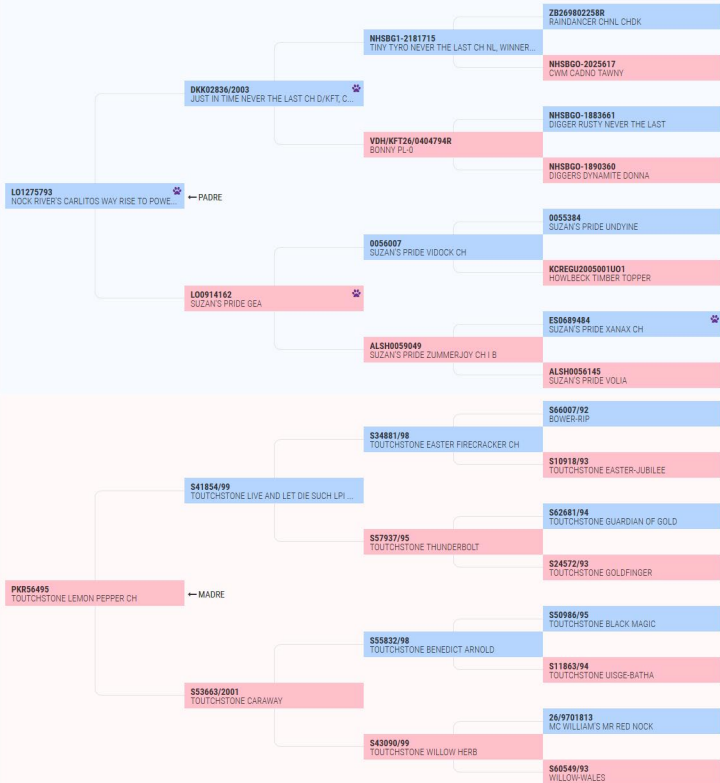 ZB269802258R
RAINDANCER CHNL CHDK
NHSBG1-2181715
TINY TYRO NEVER THE LAST CH NL, WINNER...
NHSBGO-2025617
CWM CADNO TAWNY
DKK02836/2003
JUST IN TIME NEVER THE LAST CH D/KFT, C...
NHSBGO-1883661
DIGGER RUSTY NEVER THE LAST
VDH/KFT26/0404794R
BONNY PL-0
NHSBGO-1890360
DIGGERS DYNAMITE DONNA
LO1275793
NOCK RIVER'S CARLITOS WAY RISE TO POWE...
←PADRE
0055384
SUZAN'S PRIDE UNDYINE
0056007
SUZAN'S PRIDE VIDOCK CH
KCREGU2005001UO1
HOWLBECK TIMBER TOPPER
LO0914162
SUZAN'S PRIDE GEA
ES0689484
SUZAN'S PRIDE XANAX CH
ALSH0059049
SUZAN'S PRIDE ZUMMERJOY CH I B
ALSH0056145
SUZAN'S PRIDE VOLIA
S66007/92
BOWER-RIP
S34881/98
TOUTCHSTONE EASTER FIRECRACKER CH
S10918/93
TOUTCHSTONE EASTER-JUBILEE
S41854/99
TOUTCHSTONE LIVE AND LET DIE SUCH LPI ...
S62681/94
TOUTCHSTONE GUARDIAN OF GOLD
S57937/95
TOUTCHSTONE THUNDERBOLT
S24572/93
TOUTCHSTONE GOLDFINGER
PKR56495
TOUTCHSTONE LEMON PEPPER CH
←MADRE
S50986/95
TOUTCHSTONE BLACK MAGIC
S55832/98
TOUTCHSTONE BENEDICT ARNOLD
S11863/94
TOUTCHSTONE UISGE-BATHA
S53663/2001
TOUTCHSTONE CARAWAY
26/9701813
MC WILLIAM'S MR RED NOCK
S43090/99
TOUTCHSTONE WILLOW HERB
S60549/93
WILLOW-WALES